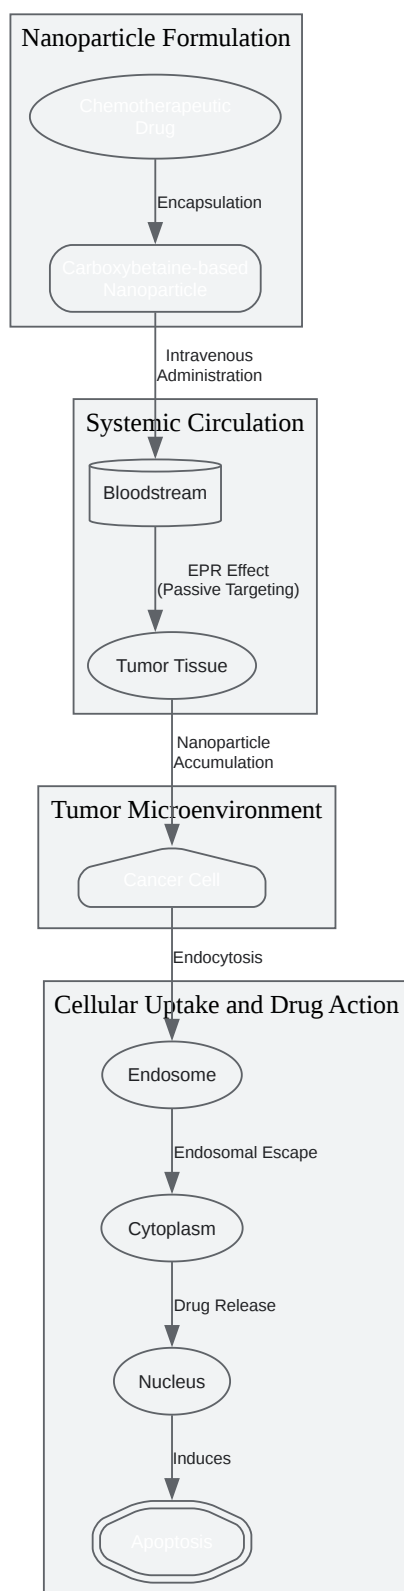 Nanoparticle Formulation
Chemotherapeutic
Drug
Encapsulation
Carboxybetaine-based
Nanoparticle
Intravenous
Administration
Systemic Circulation
Bloodstream
EPR Effect
(Passive Targeting)
Tumor Tissue
Nanoparticle
Accumulation
Tumor Microenvironment
Cancer Cell
Endocytosis
Cellular Uptake and Drug Action
Endosome
Endosomal Escape
Cytoplasm
Drug Release
Nucleus
Induces
Apoptosis